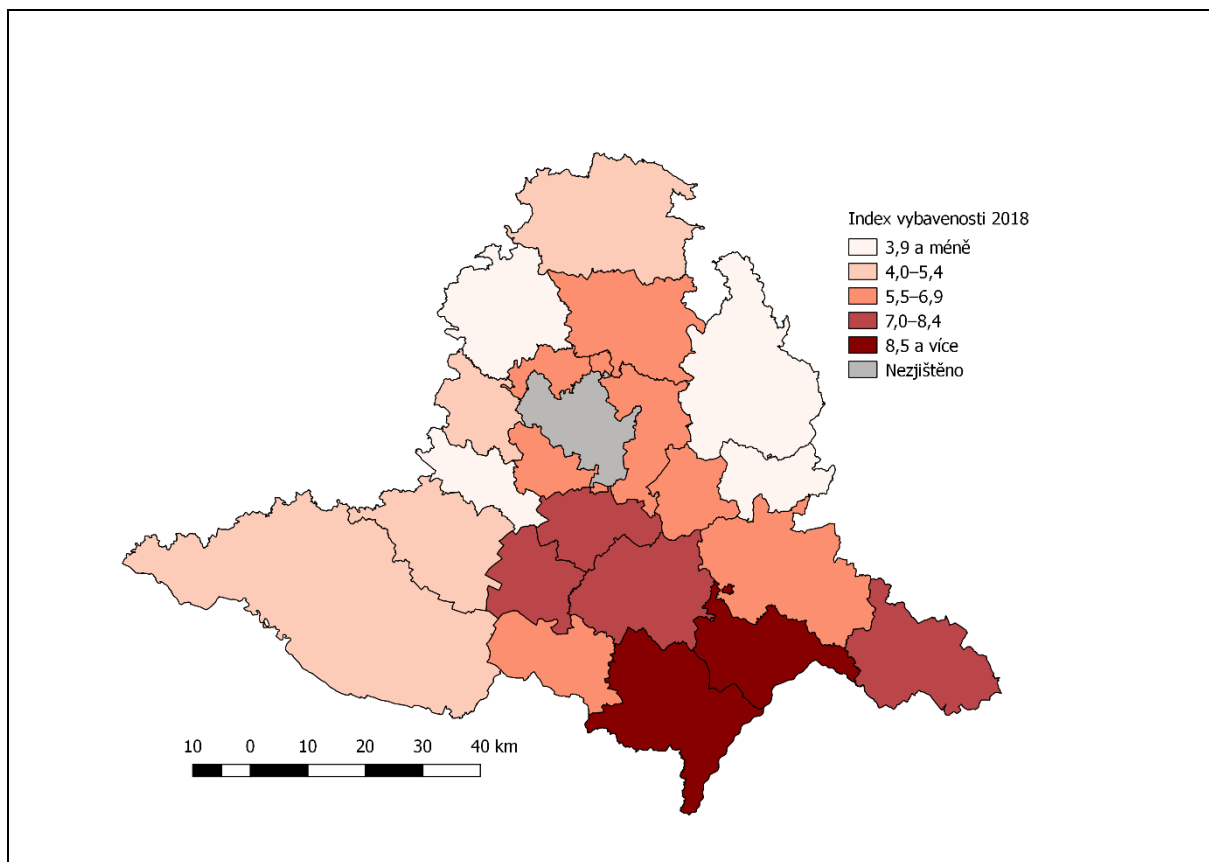 Index vybavenosti 2018
3,9 a méně
4,0–5,4
5,5–6,9
7,0–8,4
8,5 a více
Nezjištěno
10 0 10 20 30 40 km